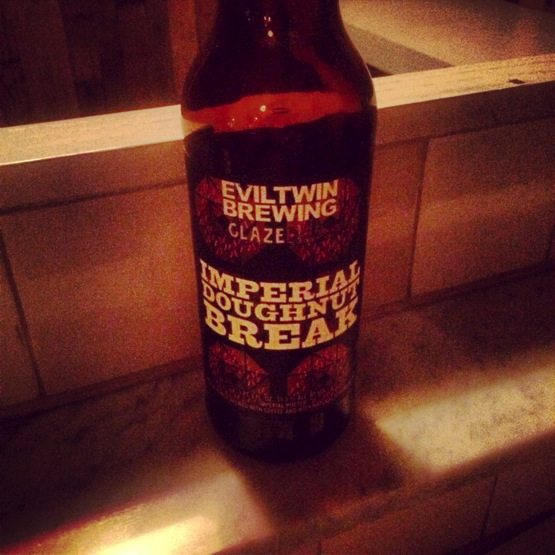 EVILTWIN
BREWING
GLAZE
IMPERIAL
DOUGHNUT
BREAK